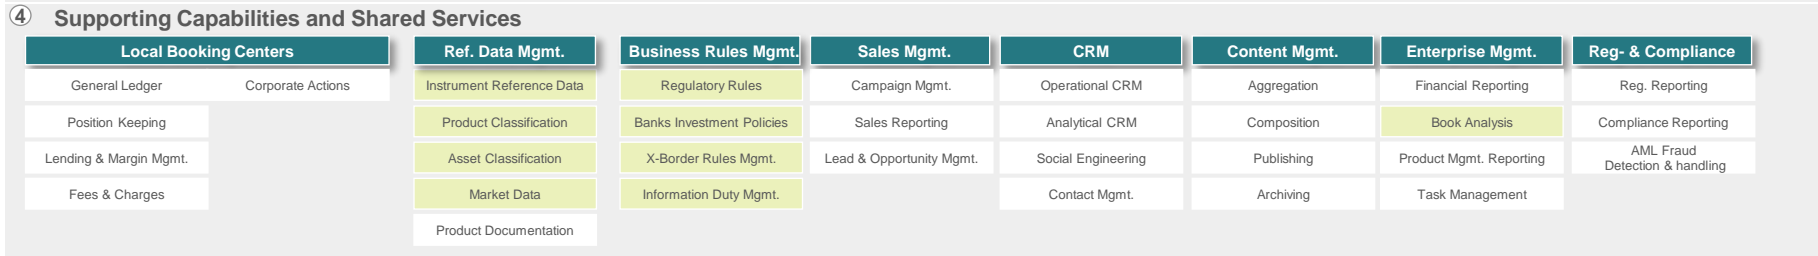 4 Supporting Capabilities and Shared Services
Local Booking Centers
General Ledger
Corporate Actions
Position Keeping
Lending & Margin Mgmt.
Fees & Charges
Ref. Data Mgmt.
Instrument Reference Data
Product Classification
Asset Classification
Market Data
Product Documentation
Business Rules Mgmt.
Regulatory Rules
Banks Investment Policies
X-Border Rules Mgmt.
Information Duty Mgmt.
Sales Mgmt.
Campaign Mgmt.
Sales Reporting
Lead & Opportunity Mgmt.
CRM
Operational CRM
Analytical CRM
Social Engineering
Contact Mgmt.
Content Mgmt.
Aggregation
Composition
Publishing
Archiving
Enterprise Mgmt.
Financial Reporting
Book Analysis
Product Mgmt. Reporting
Task Management
Reg- & Compliance
Reg. Reporting
Compliance Reporting
AML Fraud
Detection & handling